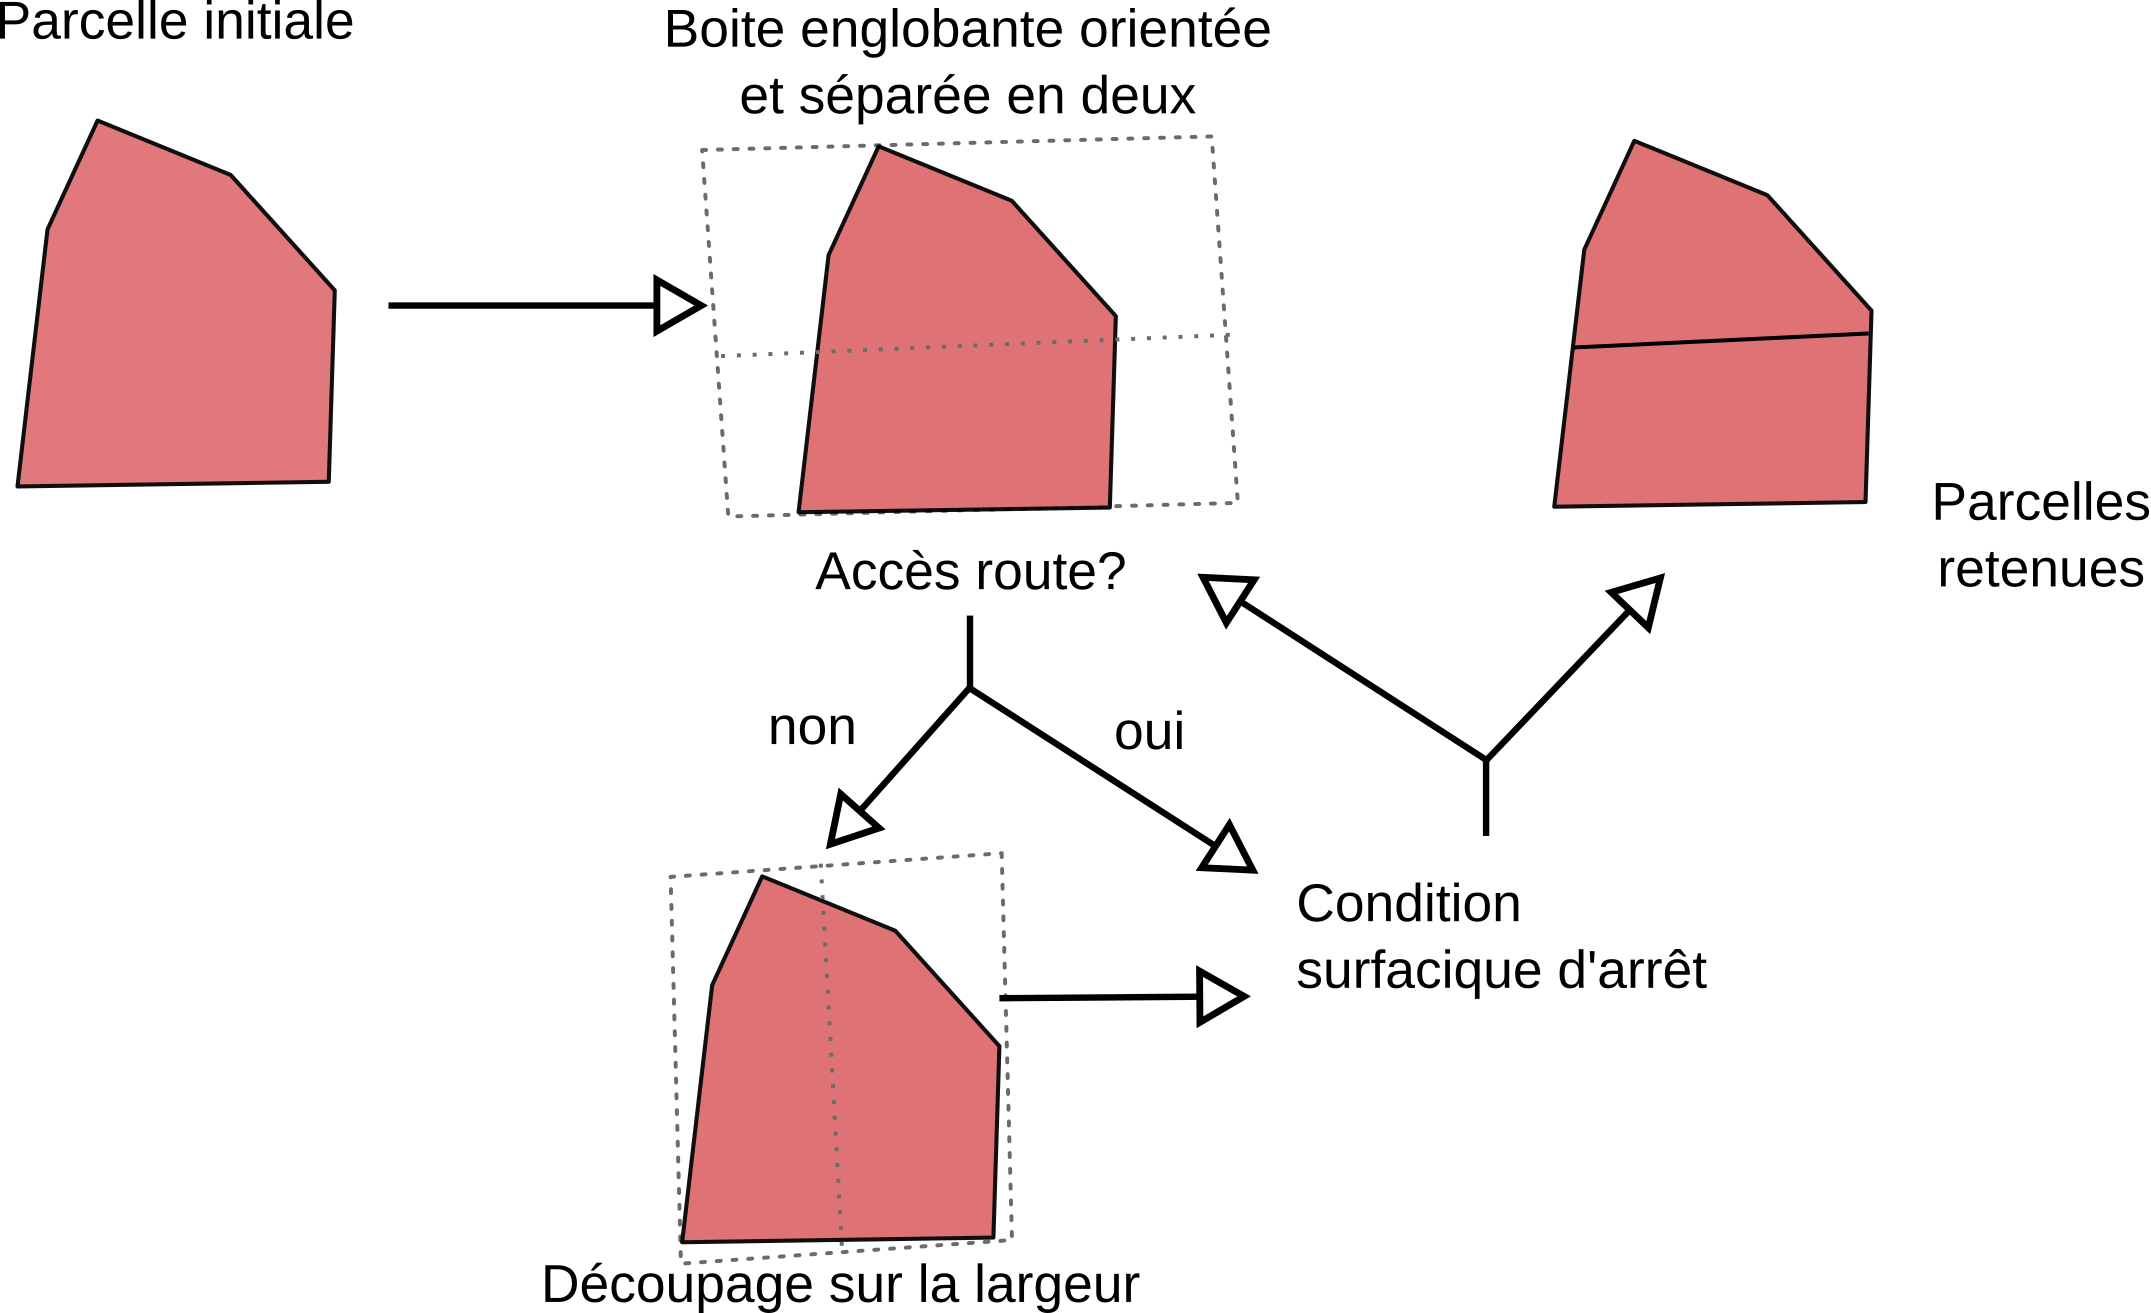 Parcelle initiale
Boite englobante orientée
et séparée en deux
Parcelles
retenues
Accès route?
non
oui
Condition
surfacique d'arrêt
Découpage sur la largeur